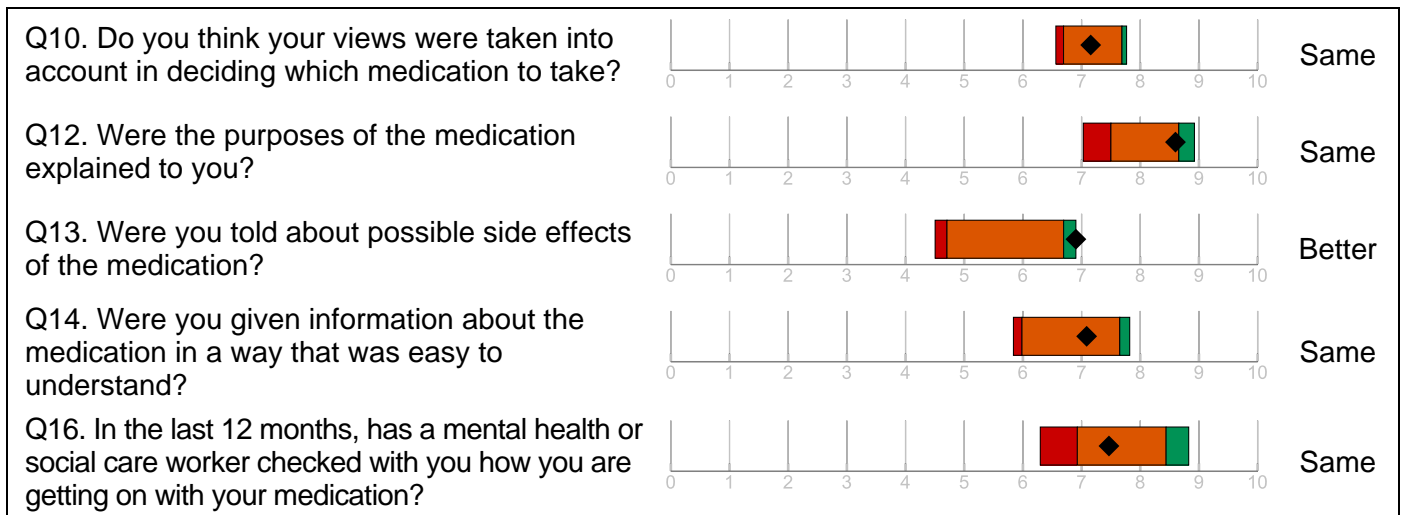 Q10. Do you think your views were taken into
account in deciding which medication to take?
0 1 2 3 4 5 6 7 8 9 10
Same
Q12. Were the purposes of the medication
explained to you?
0 1 2 3 4 5 6 7 8 9 10
Same
Q13. Were you told about possible side effects
of the medication?
0 1 2 3 4 5 6 7 8 9 10
Better
Q14. Were you given information about the
medication in a way that was easy to
understand?
0 1 2 3 4 5 6 7 8 9 10
Same
Q16. In the last 12 months, has a mental health or
social care worker checked with you how you are
getting on with your medication?
0 1 2 3 4 5 6 7 8 9 10
Same